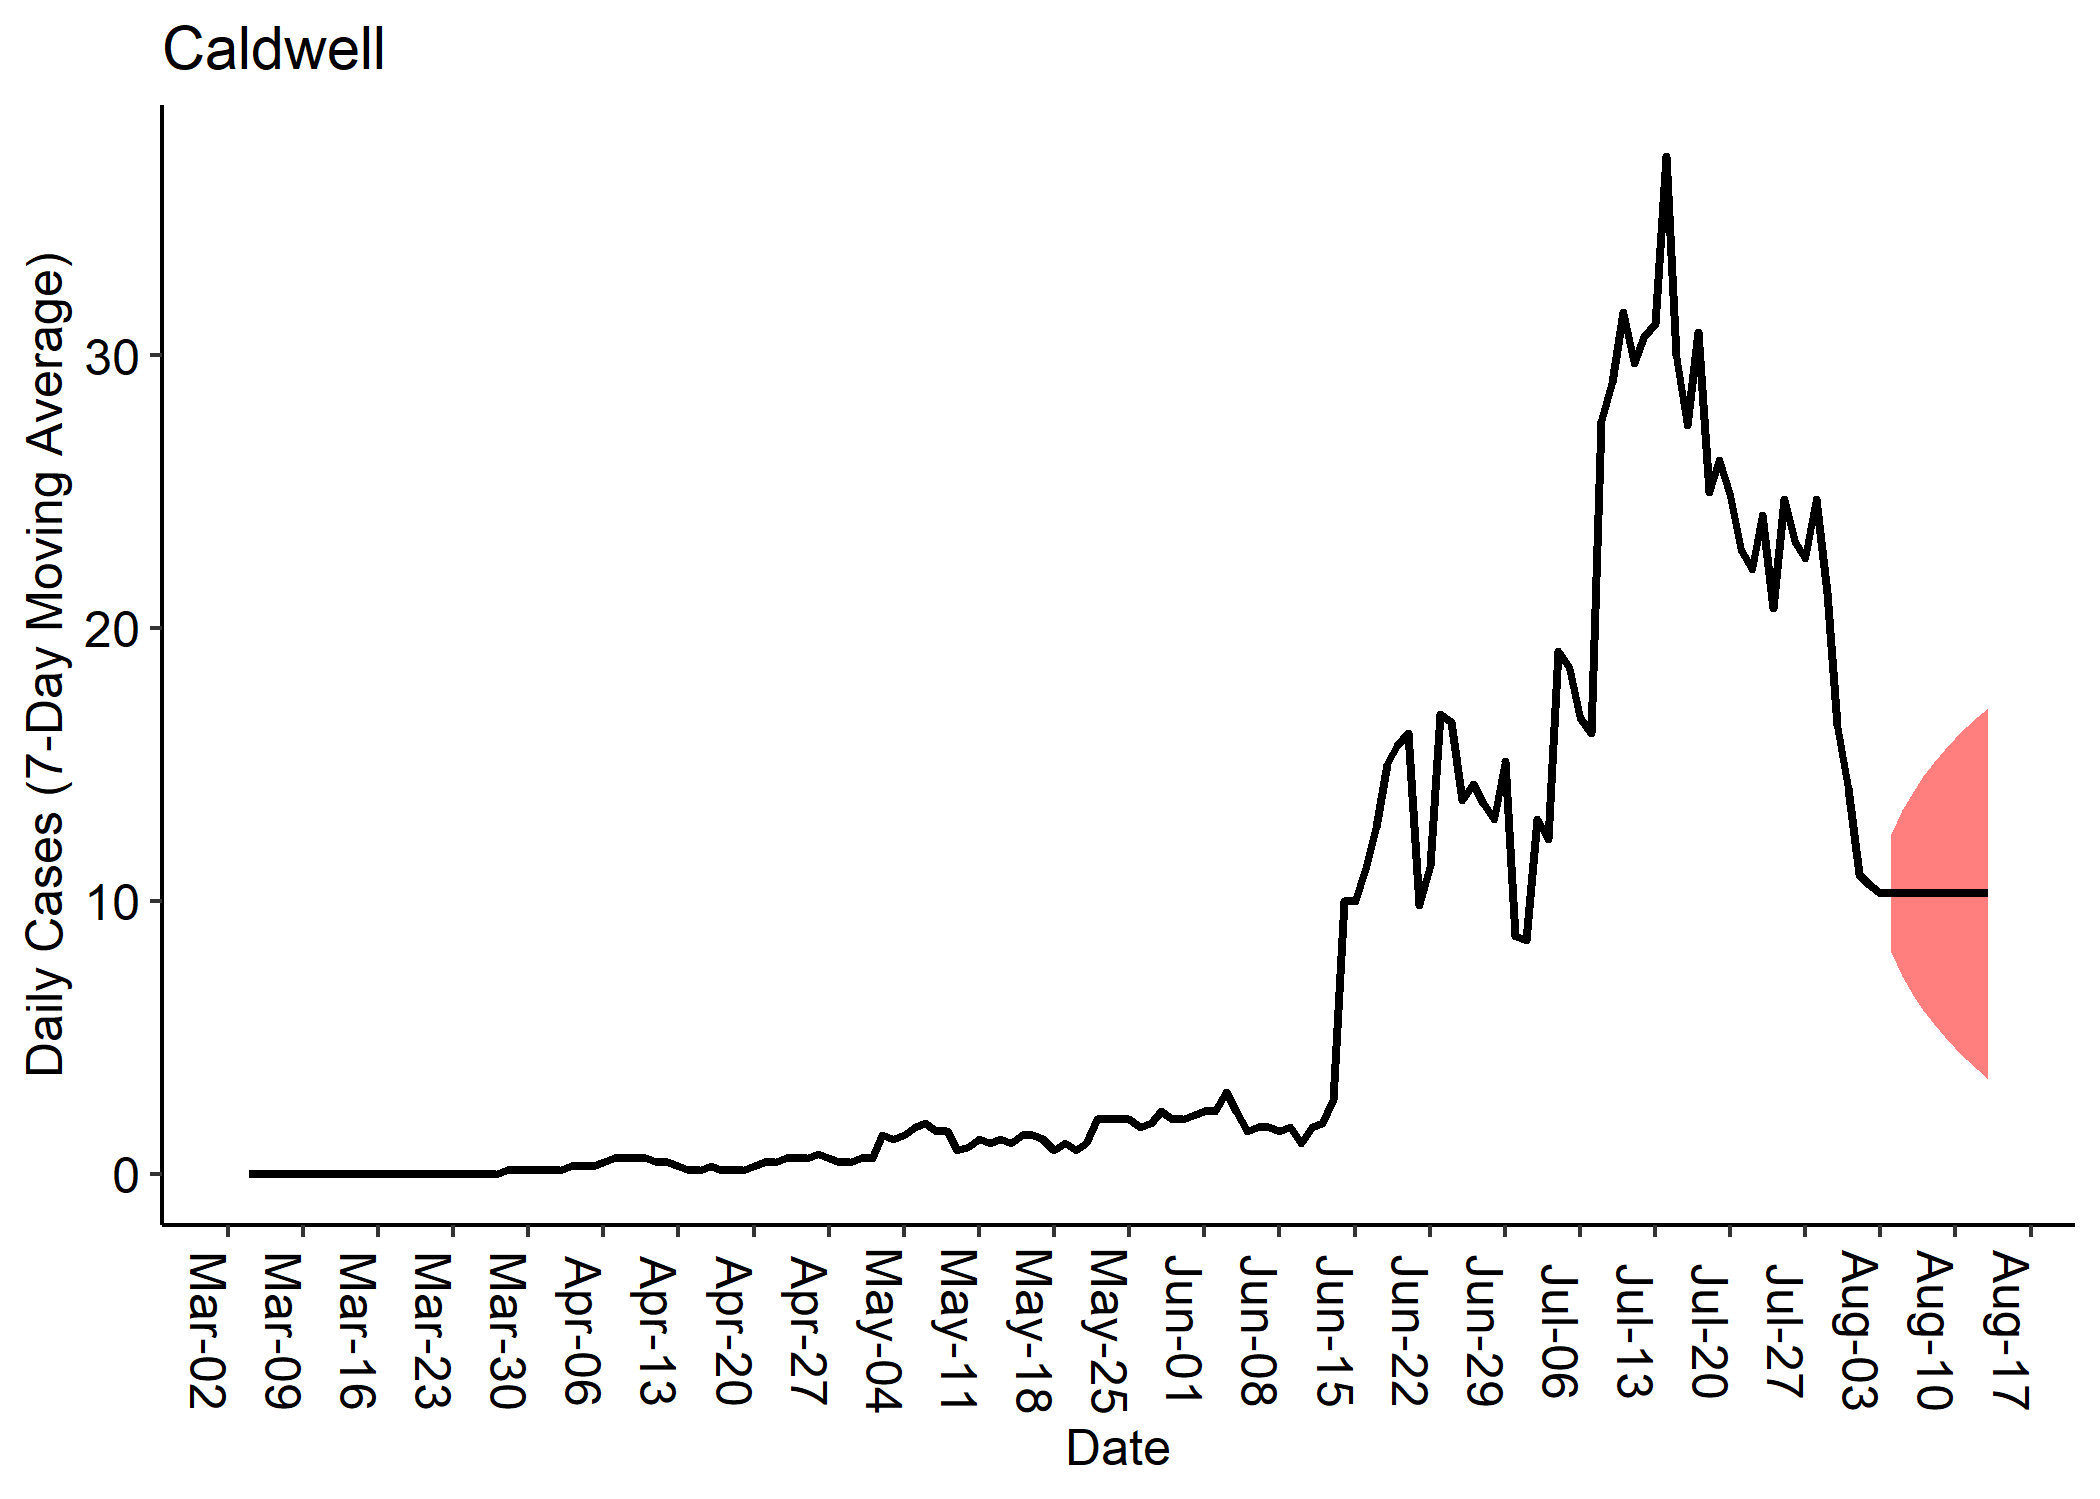 Caldwell
Daily Cases (7-Day Moving Average)
30
20
10
0
Mar-02
Mar-09
Mar-16
Mar-23
Mar-30
Apr-06
Apr-13
Apr-20
Apr-27
May-04
May-11
May-18
May-25
Jun-01
Jun-08
Jun-15
Jun-22
Jun-29
Jul-06
Jul-13
Jul-20
Jul-27
Aug-03
Aug-10
Aug-17
Date